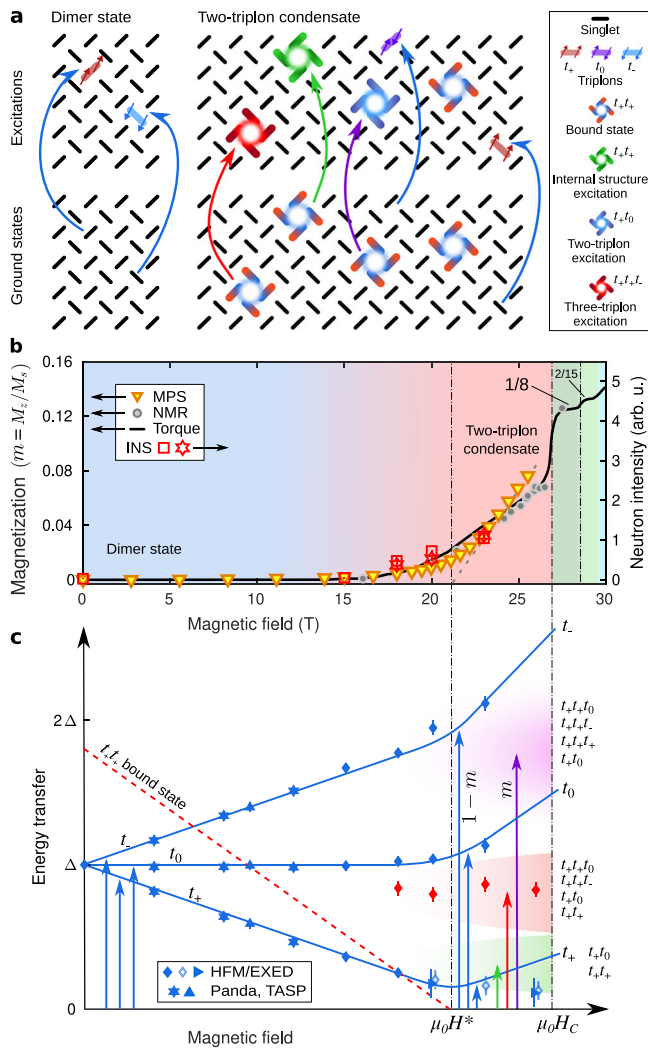 a
Dimer state
Two-triplon condensate
Excitations
Ground states
Singlet
t₊ t₀ t₋
Triplons
t₊t₊
Bound state
t₊t₊
Internal structure
excitation
t₊t₀
Two-triplon
excitation
t₊t₊t₋
Three-triplon
excitation
b
Magnetization (m = M_z/M_s)
0.16
0.12
0.08
0.04
0
MPS
NMR
Torque
INS
Dimer state
Two-triplon
condensate
1/8
2/15
5
4
3
2
1
0
Neutron intensity (arb. u.)
0 5 10 15 20 25 30
Magnetic field (T)
c
Energy transfer
2Δ
Δ
0
t₊t₊ bound state
t₋
t₀
t₊
1 − m
m
t₋
t₊t₊t₀
t₊t₊t₋
t₊t₊t₊
t₊t₀
t₀
t₊t₊t₀
t₊t₊t₋
t₊t₀
t₊t₊
t₊ t₊t₀
t₊t₊
HFM/EXED
Panda, TASP
Magnetic field
μ₀H*
μ₀H_C